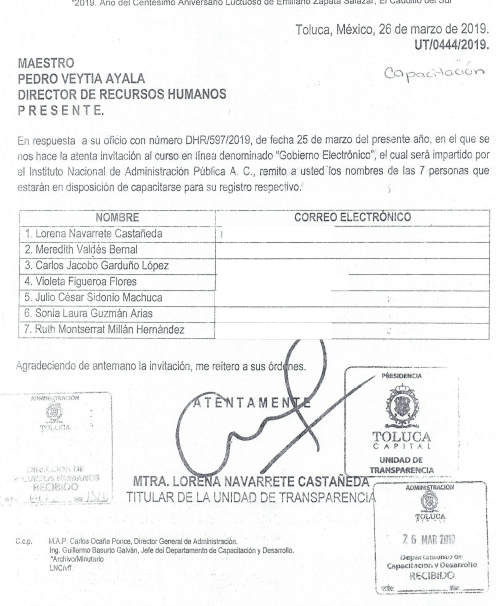 "2019. Año del Centésimo Aniversario Luctuoso de Emiliano Zapata Salazar, El Caudillo del Sur"
Toluca, México, 26 de marzo de 2019.
UT/0444/2019.
Capacitación
MAESTRO
PEDRO VEYTIA AYALA
DIRECTOR DE RECURSOS HUMANOS
P R E S E N T E.
En respuesta a su oficio con número DHR/597/2019, de fecha 25 de marzo del presente año, en el que se
nos hace la atenta invitación al curso en línea denominado "Gobierno Electrónico", el cual será impartido por
el Instituto Nacional de Administración Pública A. C., remito a usted los nombres de las 7 personas que
estarán en disposición de capacitarse para su registro respectivo.
NOMBRE CORREO ELECTRÓNICO
1. Lorena Navarrete Castañeda
2. Meredith Valdés Bernal
3. Carlos Jacobo Garduño López
4. Violeta Figueroa Flores
5. Julio César Sidonio Machuca
6. Sonia Laura Guzmán Arias
7. Ruth Montserrat Millán Hernández
Agradeciendo de antemano la invitación, me reitero a sus órdenes.
A T E N T A M E N T E
MTRA. LORENA NAVARRETE CASTAÑEDA
TITULAR DE LA UNIDAD DE TRANSPARENCIA
ADMINISTRACIÓN
TOLUCA
DIRECCIÓN DE
RECURSOS HUMANOS
RECIBIDO
PRESIDENCIA
TOLUCA
CAPITAL
UNIDAD DE
TRANSPARENCIA
ADMINISTRACIÓN
TOLUCA
26 MAR 2019
Departamento de
Capacitación y Desarrollo
RECIBIDO
C.c.p. M.A.P. Carlos Ocaña Ponce, Director General de Administración.
Ing. Guillermo Basurto Galván, Jefe del Departamento de Capacitación y Desarrollo.
*Archivo/Minutario